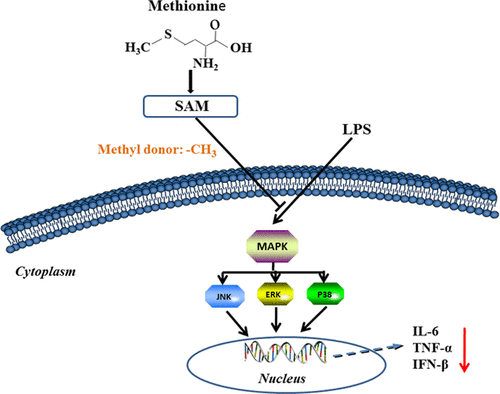 Methionine
O
H₃C
S
OH
NH₂
SAM
LPS
Methyl donor: -CH₃
MAPK
Cytoplasm
JNK
ERK
P38
IL-6
TNF-α
IFN-β
Nucleus